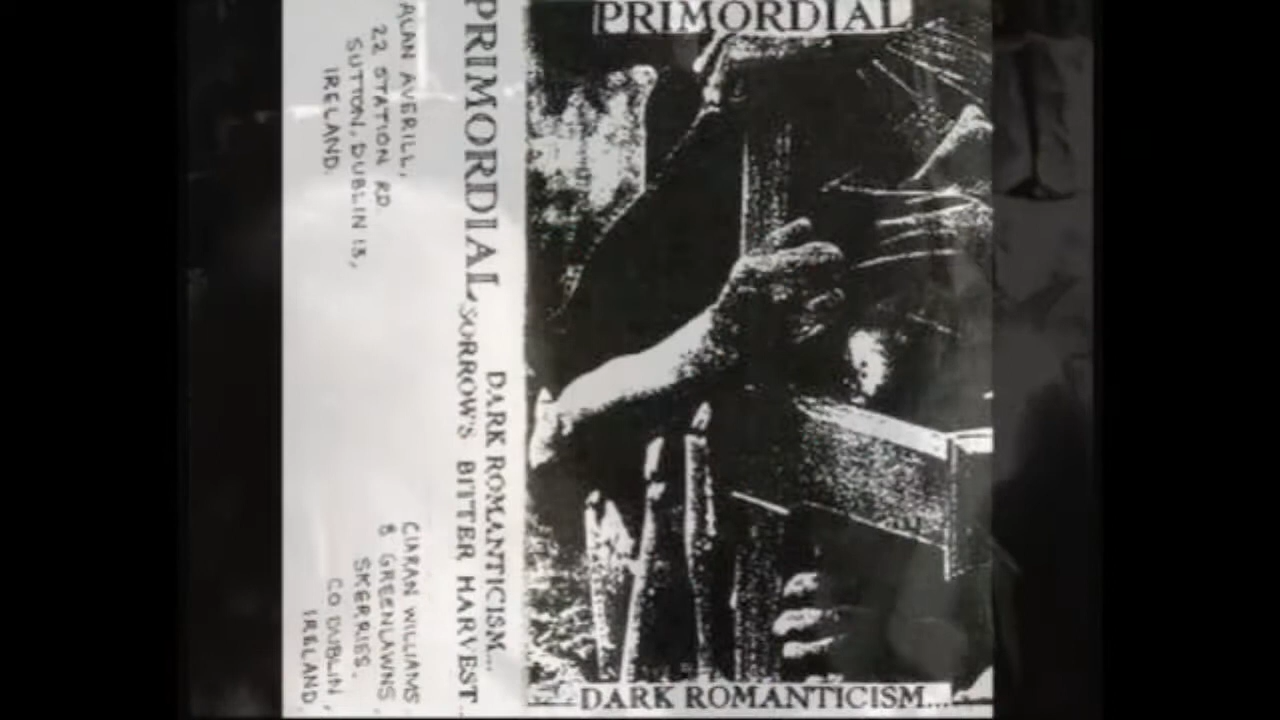 PRIMORDIAL
DARK ROMANTICISM...
PRIMORDIAL
DARK ROMANTICISM...
SORROW'S BITTER HARVEST..
ALAN AVERILL,
22 STATION RD.
SUTTON, DUBLIN 13,
IRELAND.
CIARAN WILLIAMS
8 GREENLAWNS
SKERRIES.
CO DUBLIN,
IRELAND